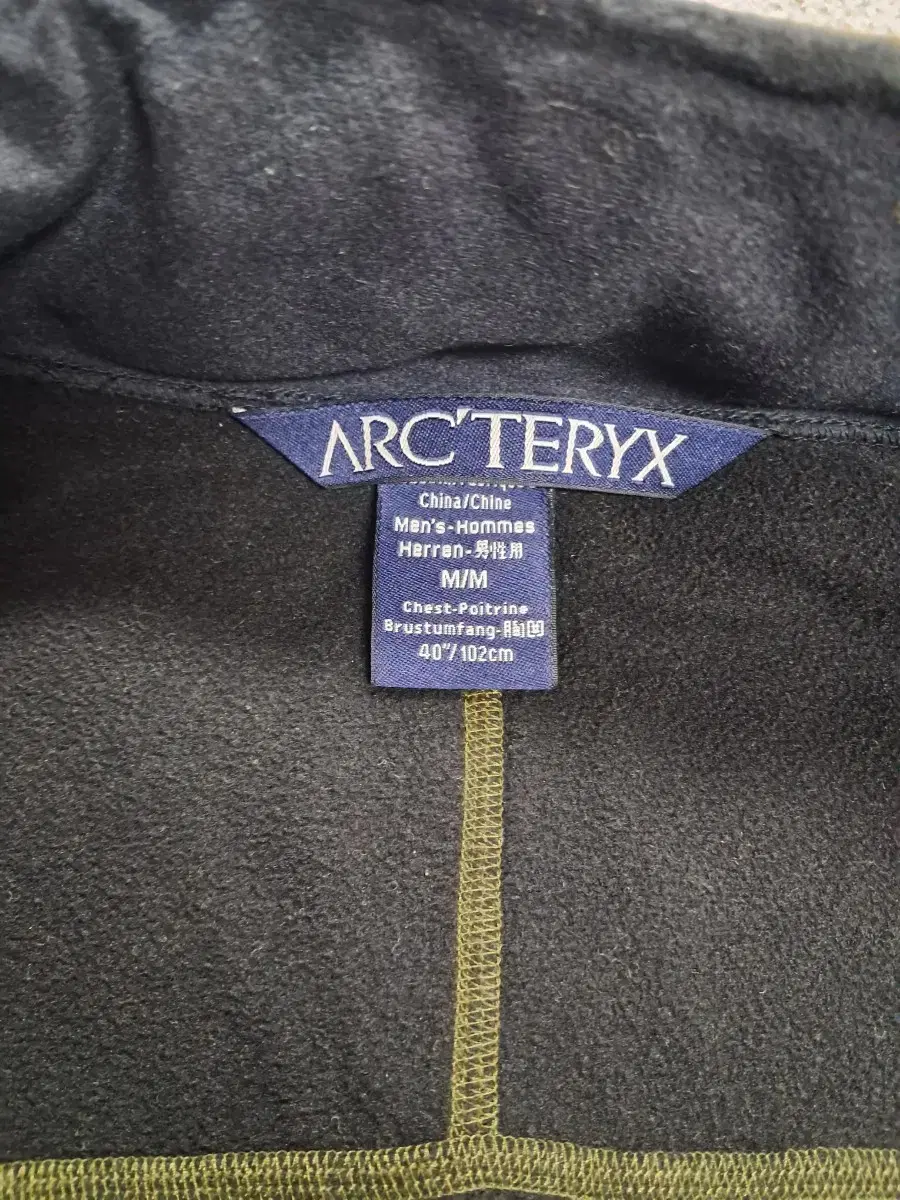 ARC'TERYX
China/Chine
Men's-Hommes
Herren-男性用
M/M
Chest-Poitrine
Brustumfang-胸囲
40"/102cm